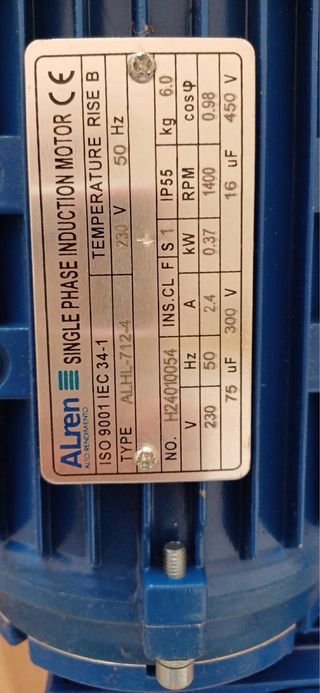 ALren SINGLE PHASE INDUCTION MOTOR CE
ALTO RENDIMIENTO
ISO 9001 IEC 34-1 TEMPERATURE RISE B
TYPE ALHL-712-4 230 V 50 Hz
NO. H24010054 INS.CL F S 1 IP55 kg 6.0
V Hz A kW RPM cosφ
230 50 2.4 0.37 1400 0.98
75 uF 300 V 16 uF 450 V